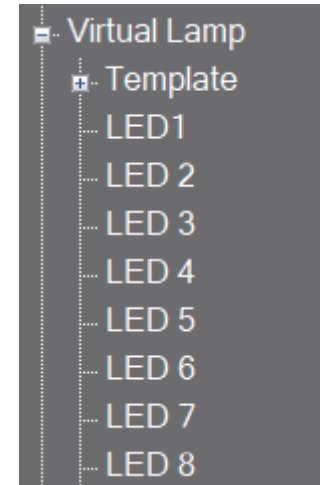 Virtual Lamp
Template
LED1
LED 2
LED 3
LED 4
LED 5
LED 6
LED 7
LED 8